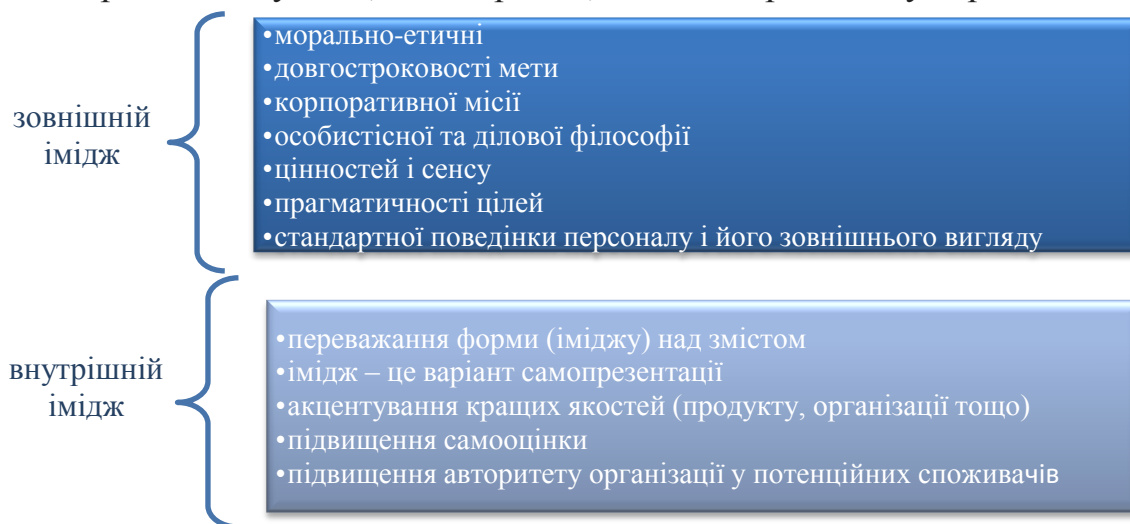 зовнішній
імідж
•морально-етичні
•довгостроковості мети
•корпоративної місії
•особистісної та ділової філософії
•цінностей і сенсу
•прагматичності цілей
•стандартної поведінки персоналу і його зовнішнього вигляду
внутрішній
імідж
•переважання форми (іміджу) над змістом
•імідж – це варіант самопрезентації
•акцентування кращих якостей (продукту, організації тощо)
•підвищення самооцінки
•підвищення авторитету організації у потенційних споживачів